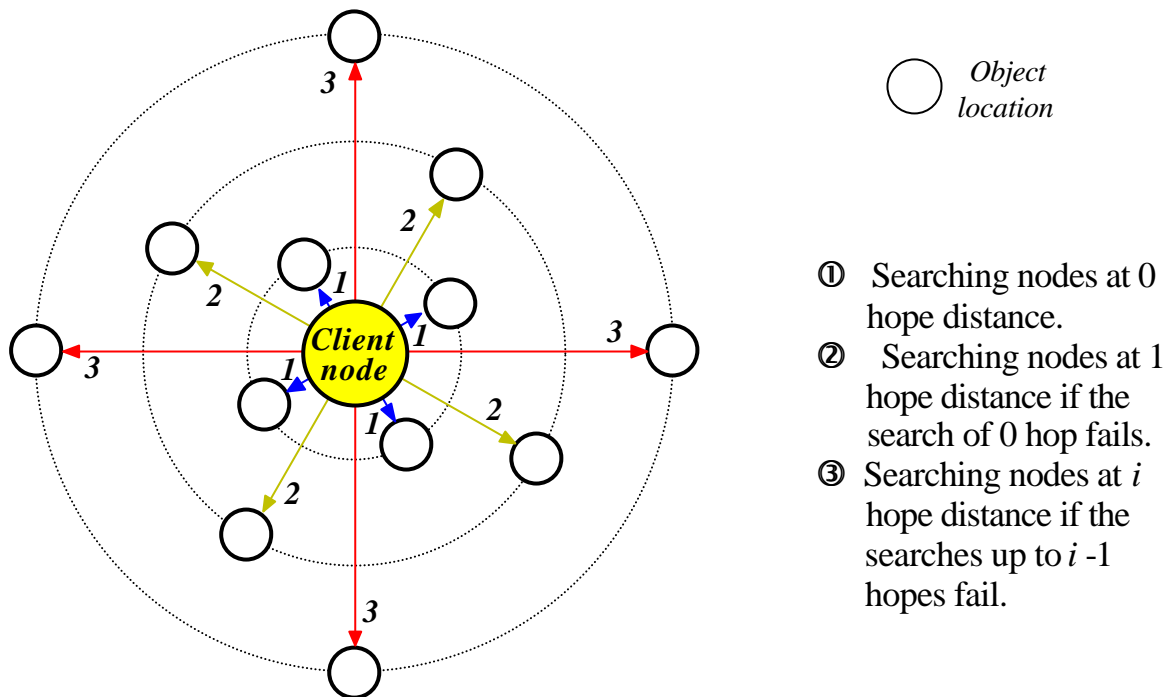 3
Object
location
2
2
1
1
Client
node
3
3
1
1
2
2
3
① Searching nodes at 0
hope distance.
② Searching nodes at 1
hope distance if the
search of 0 hop fails.
③ Searching nodes at i
hope distance if the
searches up to i -1
hopes fail.